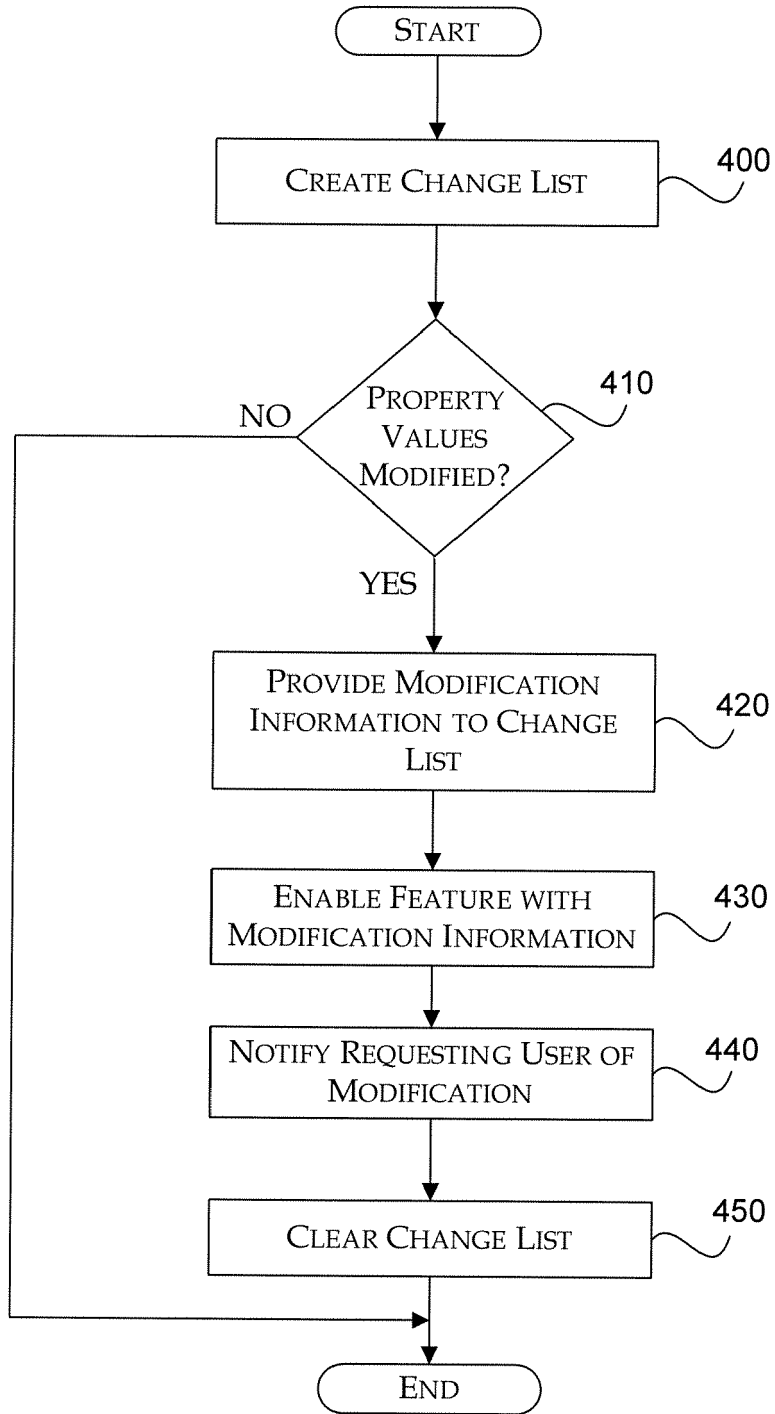 START
CREATE CHANGE LIST
400
PROPERTY
VALUES
MODIFIED?
410
NO
YES
PROVIDE MODIFICATION
INFORMATION TO CHANGE
LIST
420
ENABLE FEATURE WITH
MODIFICATION INFORMATION
430
NOTIFY REQUESTING USER OF
MODIFICATION
440
CLEAR CHANGE LIST
450
END